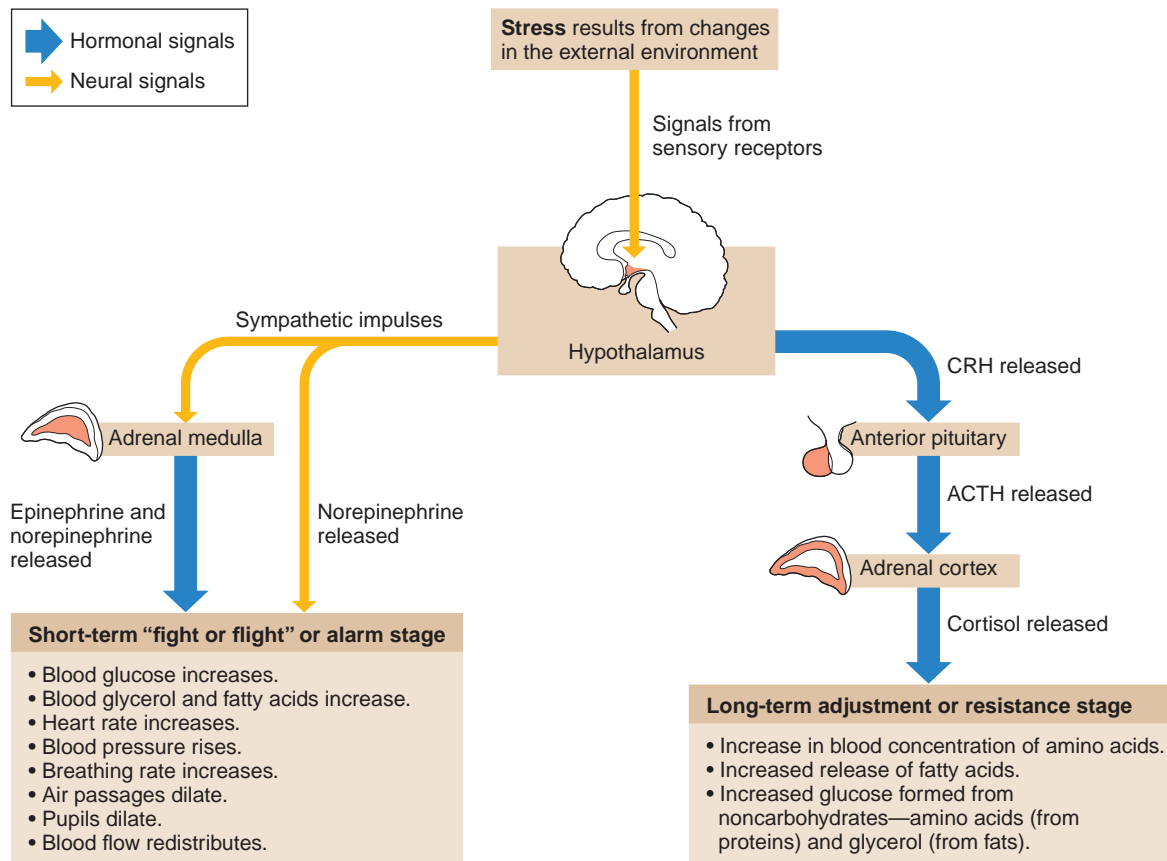 Hormonal signals
Neural signals
Stress results from changes
in the external environment
Signals from
sensory receptors
Hypothalamus
Sympathetic impulses
CRH released
Adrenal medulla
Anterior pituitary
Epinephrine and
norepinephrine
released
Norepinephrine
released
ACTH released
Adrenal cortex
Cortisol released
Short-term “fight or flight” or alarm stage
• Blood glucose increases.
• Blood glycerol and fatty acids increase.
• Heart rate increases.
• Blood pressure rises.
• Breathing rate increases.
• Air passages dilate.
• Pupils dilate.
• Blood flow redistributes.
Long-term adjustment or resistance stage
• Increase in blood concentration of amino acids.
• Increased release of fatty acids.
• Increased glucose formed from
noncarbohydrates—amino acids (from
proteins) and glycerol (from fats).